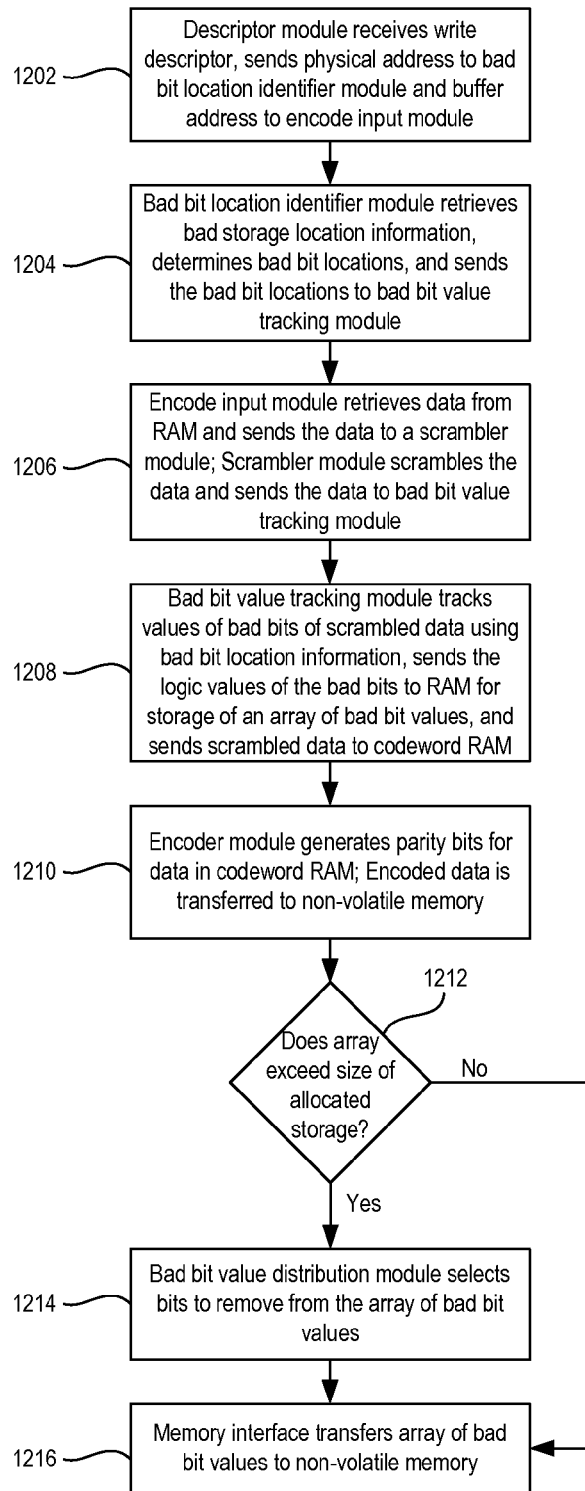 Descriptor module receives write
descriptor, sends physical address to bad
bit location identifier module and buffer
address to encode input module
1202
Bad bit location identifier module retrieves
bad storage location information,
determines bad bit locations, and sends
the bad bit locations to bad bit value
tracking module
1204
Encode input module retrieves data from
RAM and sends the data to a scrambler
module; Scrambler module scrambles the
data and sends the data to bad bit value
tracking module
1206
Bad bit value tracking module tracks
values of bad bits of scrambled data using
bad bit location information, sends the
logic values of the bad bits to RAM for
storage of an array of bad bit values, and
sends scrambled data to codeword RAM
1208
Encoder module generates parity bits for
data in codeword RAM; Encoded data is
transferred to non-volatile memory
1210
1212
Does array
exceed size of
allocated
storage?
No
Yes
Bad bit value distribution module selects
bits to remove from the array of bad bit
values
1214
Memory interface transfers array of bad
bit values to non-volatile memory
1216